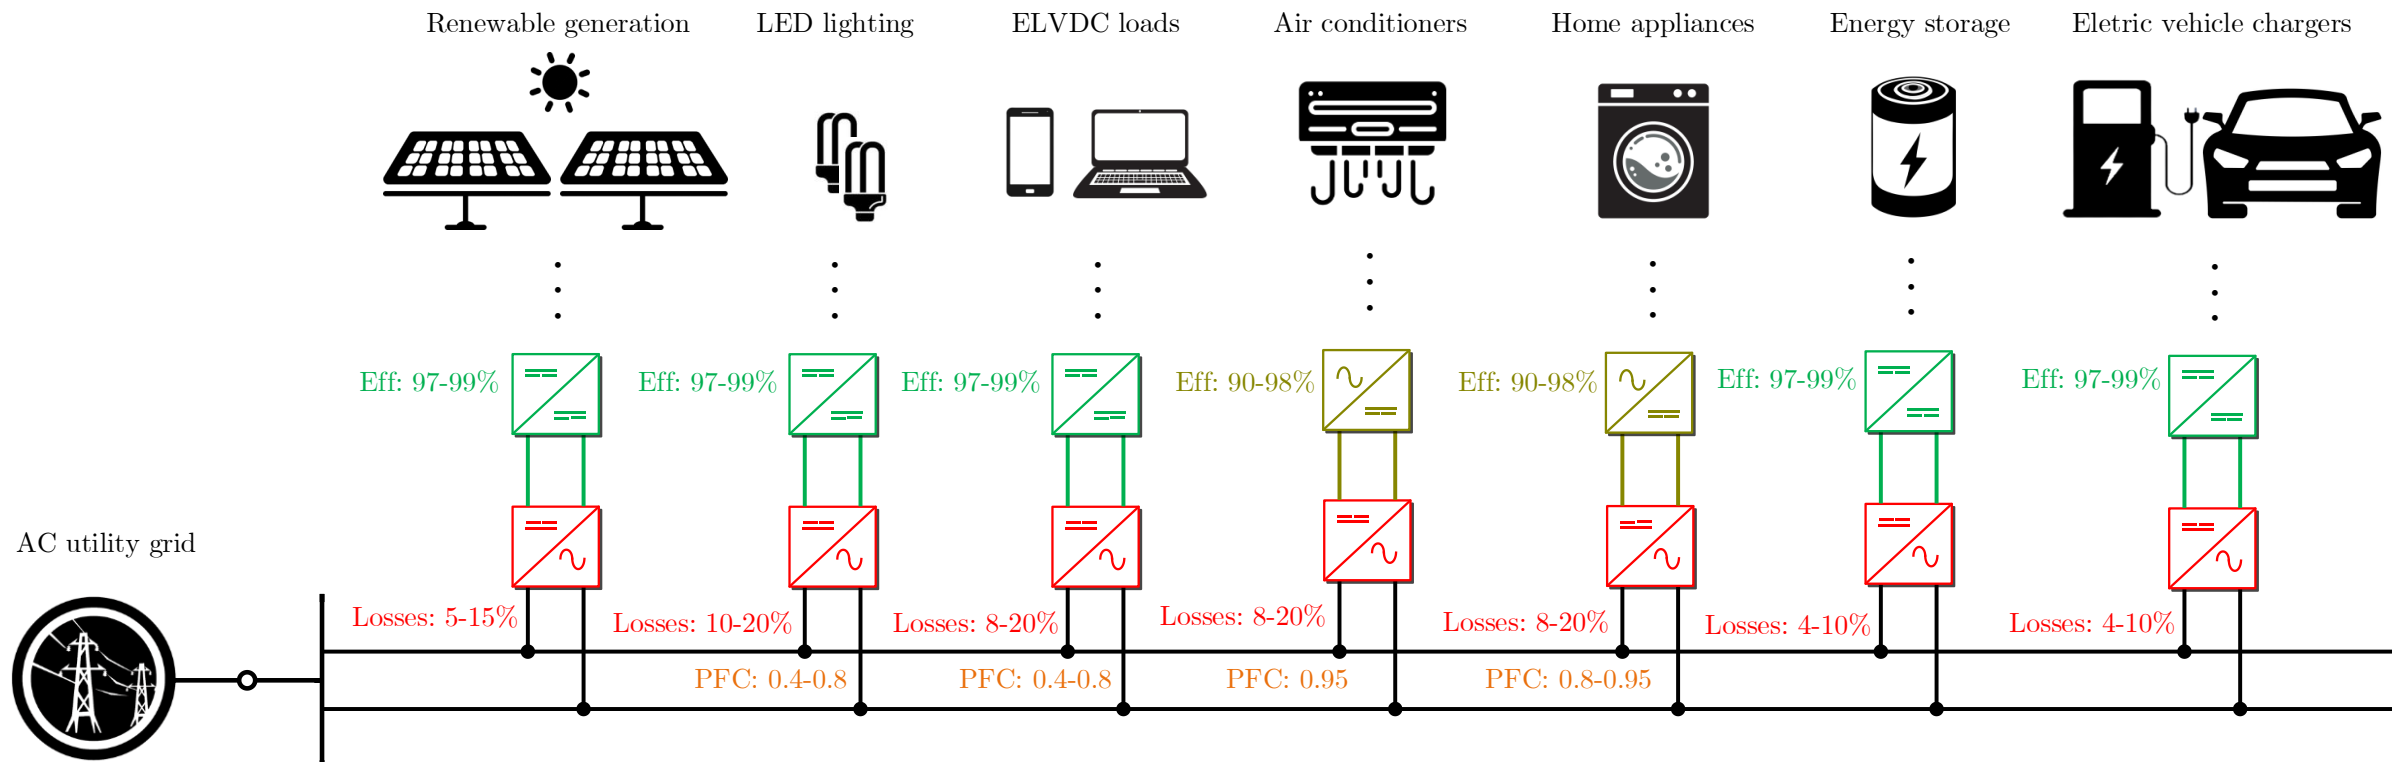 Renewable generation
LED lighting
ELVDC loads
Air conditioners
Home appliances
Energy storage
Eletric vehicle chargers
Eff: 97-99%
Eff: 97-99%
Eff: 97-99%
Eff: 90-98%
Eff: 90-98%
Eff: 97-99%
Eff: 97-99%
AC utility grid
Losses: 5-15%
Losses: 10-20%
Losses: 8-20%
Losses: 8-20%
Losses: 8-20%
Losses: 4-10%
Losses: 4-10%
PFC: 0.4-0.8
PFC: 0.4-0.8
PFC: 0.95
PFC: 0.8-0.95